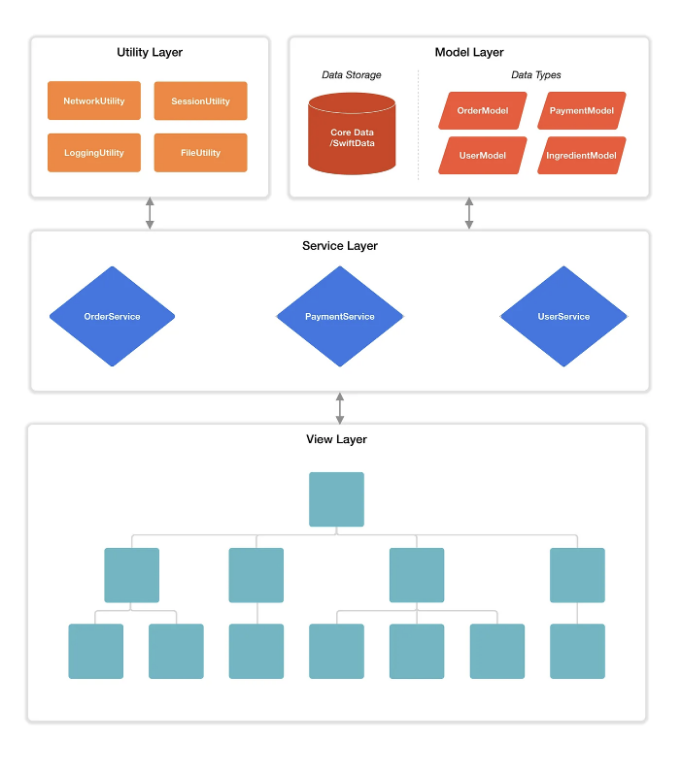 Utility Layer
NetworkUtility
SessionUtility
LoggingUtility
FileUtility
Model Layer
Data Storage
Core Data
/SwiftData
Data Types
OrderModel
PaymentModel
UserModel
IngredientModel
Service Layer
OrderService
PaymentService
UserService
View Layer